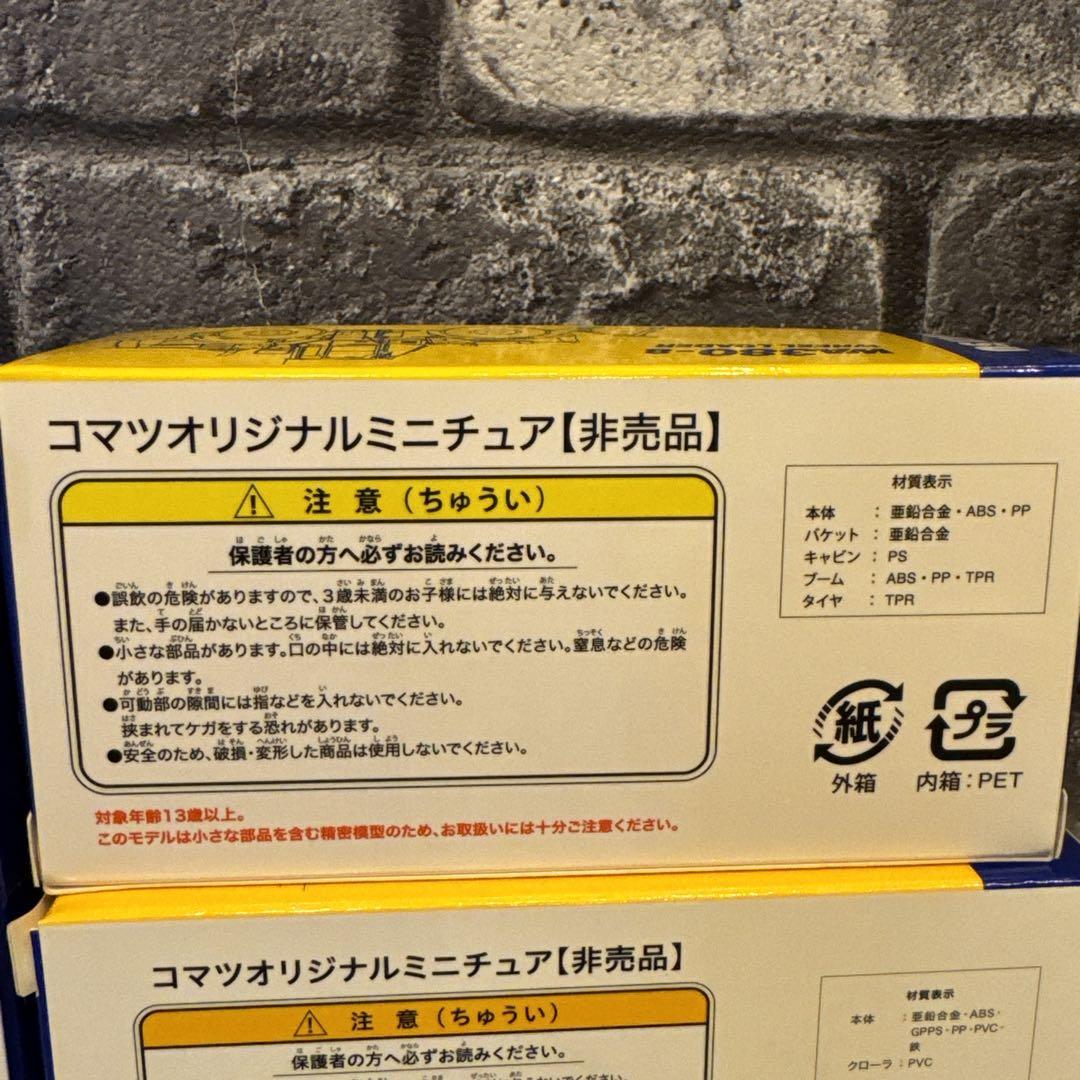 WA380-8
WHEEL LOADER
コマツオリジナルミニチュア【非売品】
注意（ちゅうい）
保護者の方へ必ずお読みください。
●誤飲の危険がありますので、3歳未満のお子様には絶対に与えないでください。
また、手の届かないところに保管してください。
●小さな部品があります。口の中には絶対に入れないでください。窒息などの危険
があります。
●可動部の隙間には指などを入れないでください。
挟まれてケガをする恐れがあります。
●安全のため、破損・変形した商品は使用しないでください。
対象年齢13歳以上。
このモデルは小さな部品を含む精密模型のため、お取扱いには十分ご注意ください。
材質表示
本体 ： 亜鉛合金・ABS・PP
バケット ： 亜鉛合金
キャビン ： PS
ブーム ： ABS・PP・TPR
タイヤ ： TPR
紙
外箱
プラ
内箱：PET
コマツオリジナルミニチュア【非売品】
注意（ちゅうい）
保護者の方へ必ずお読みください。
材質表示
本体 ：亜鉛合金・ABS・
GPPS・PP・PVC・
鉄
クローラ：PVC